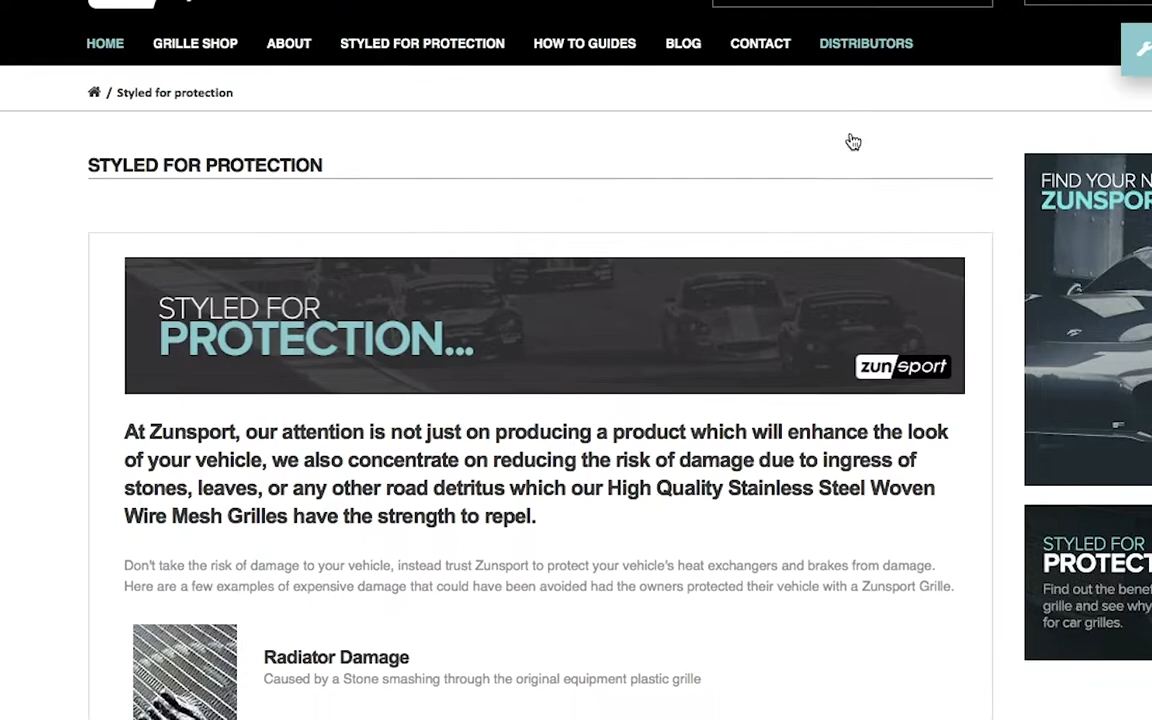 HOME GRILLE SHOP ABOUT STYLED FOR PROTECTION HOW TO GUIDES BLOG CONTACT DISTRIBUTORS
/ Styled for protection
STYLED FOR PROTECTION
STYLED FOR
PROTECTION...
zunsport
At Zunsport, our attention is not just on producing a product which will enhance the look
of your vehicle, we also concentrate on reducing the risk of damage due to ingress of
stones, leaves, or any other road detritus which our High Quality Stainless Steel Woven
Wire Mesh Grilles have the strength to repel.
Don't take the risk of damage to your vehicle, instead trust Zunsport to protect your vehicle's heat exchangers and brakes from damage.
Here are a few examples of expensive damage that could have been avoided had the owners protected their vehicle with a Zunsport Grille.
Radiator Damage
Caused by a Stone smashing through the original equipment plastic grille
FIND YOUR N
ZUNSPOR
STYLED FOR
PROTECT
Find out the bene
grille and see why
for car grilles.